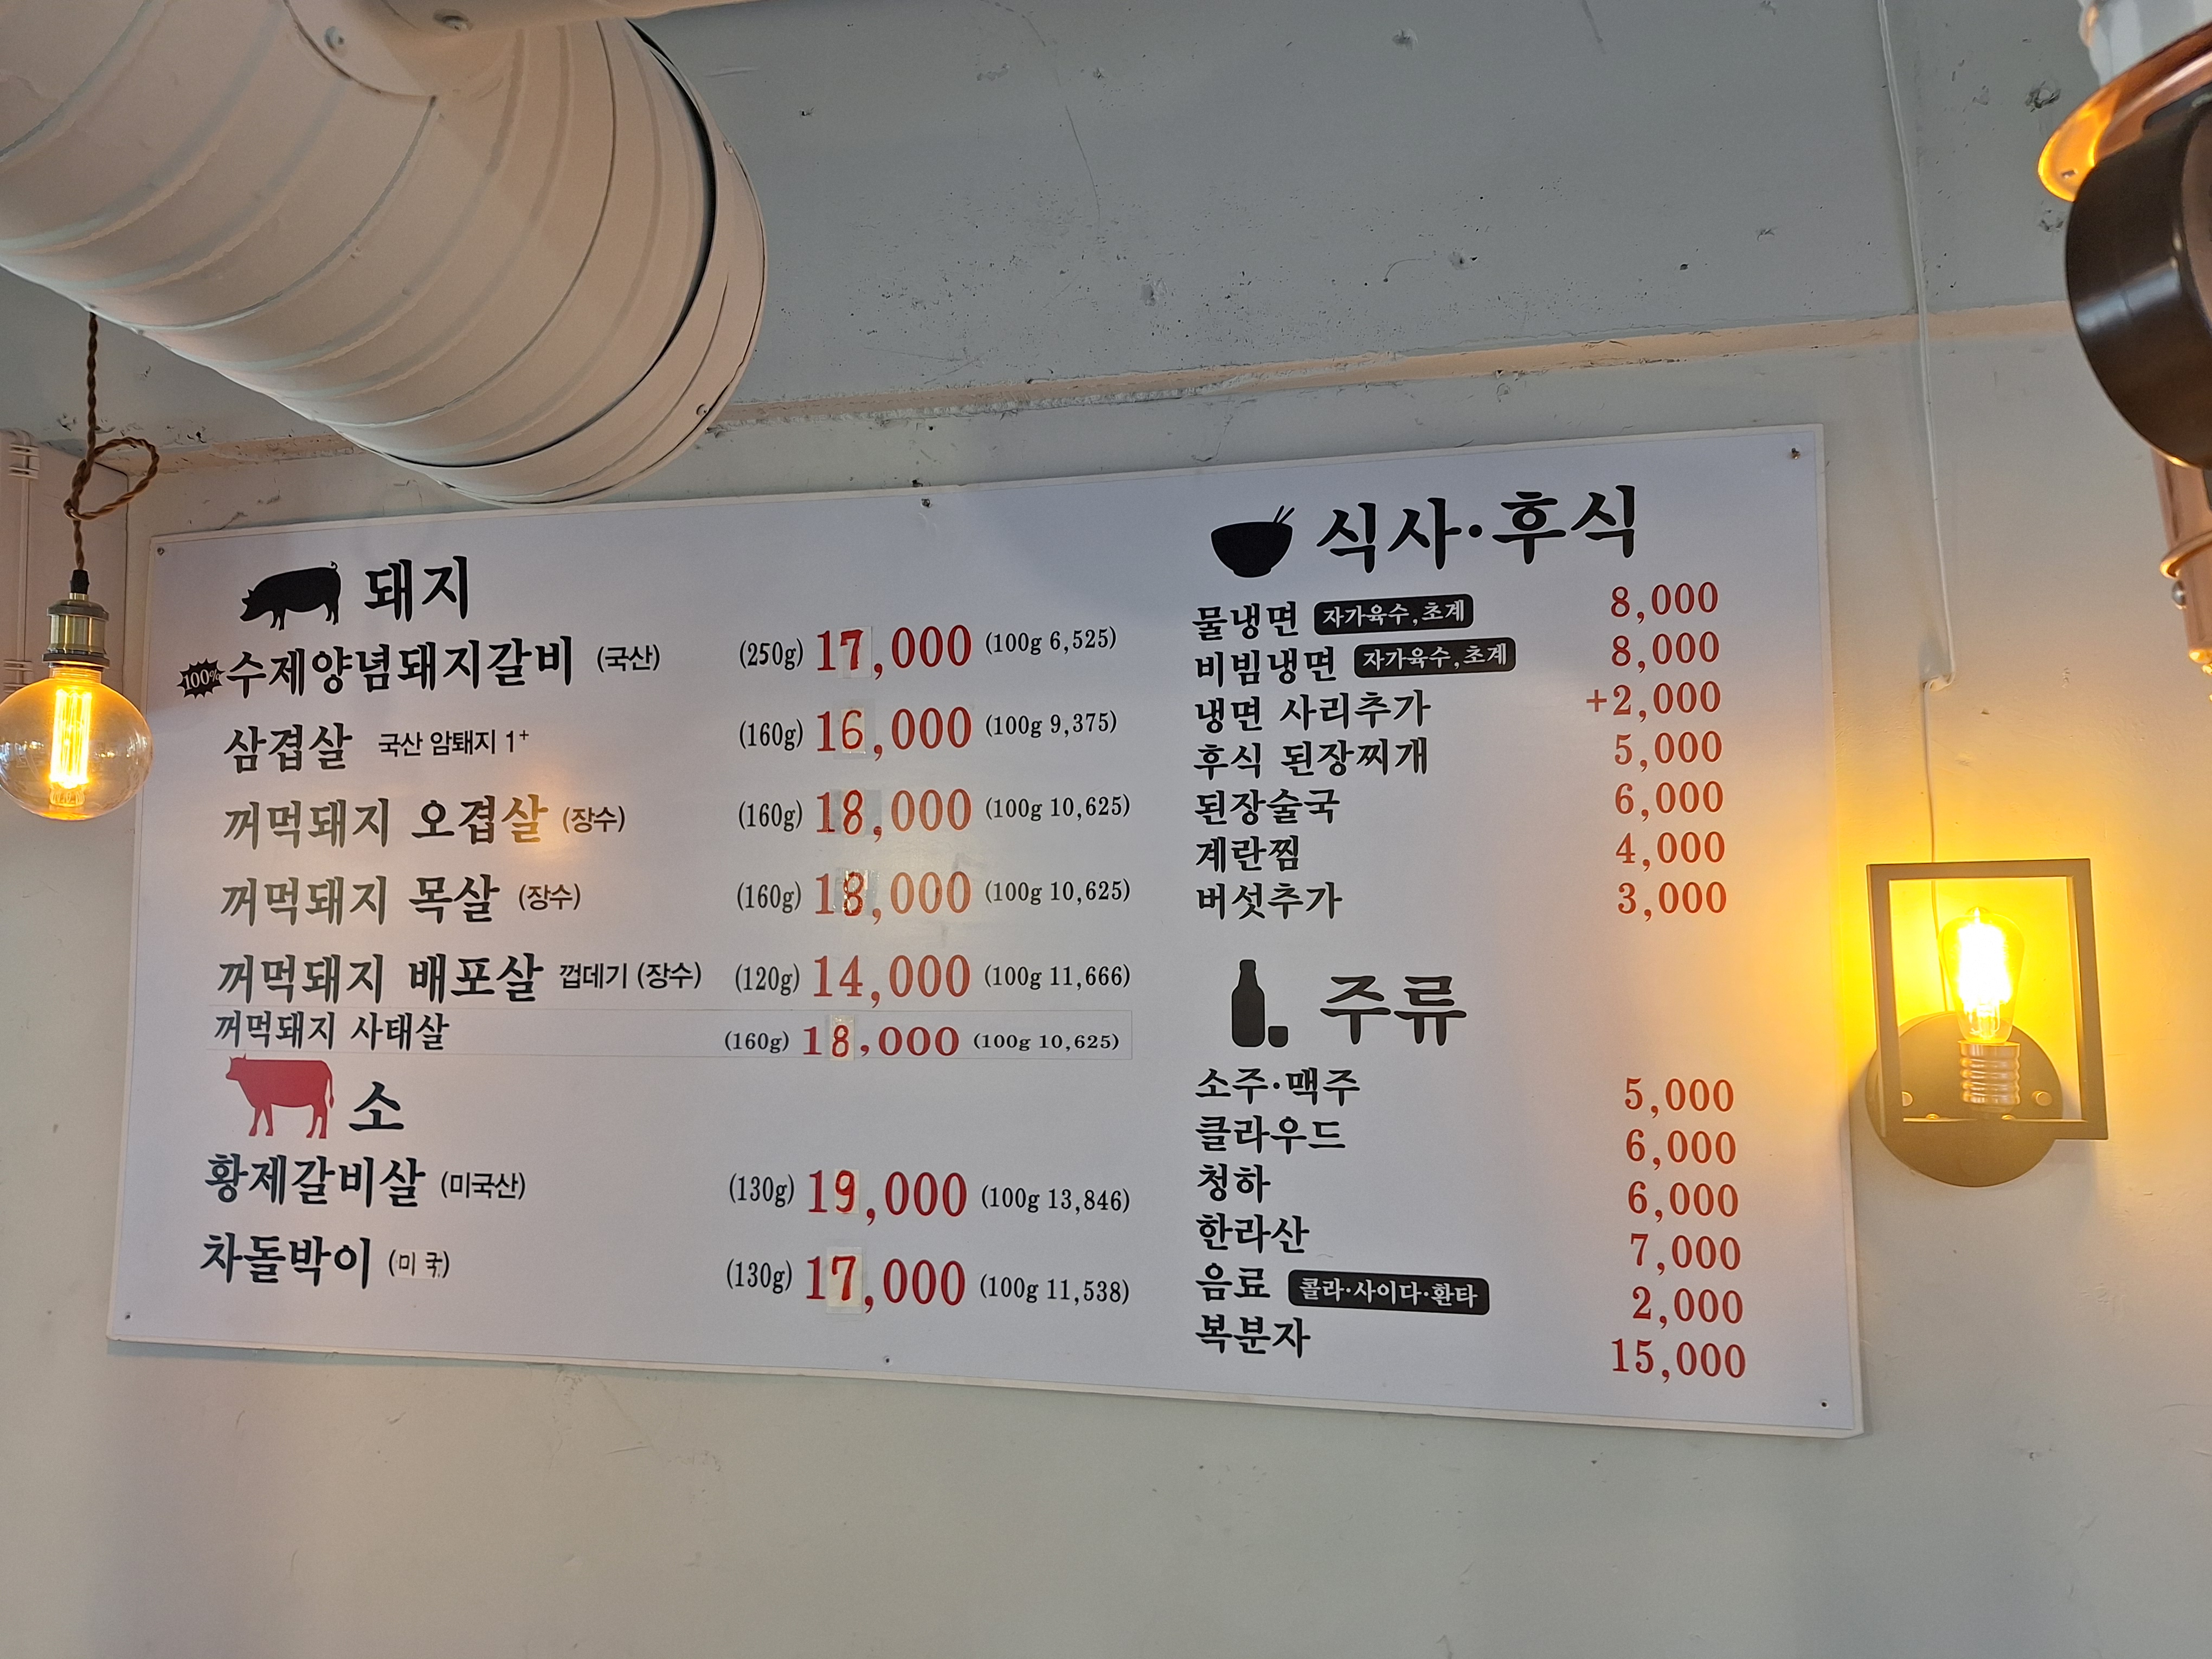 돼지
100% 수제양념돼지갈비 (국산) (250g) 17,000 (100g 6,525)
삼겹살 국산 암퇘지 1+ (160g) 16,000 (100g 9,375)
꺼먹돼지 오겹살 (장수) (160g) 18,000 (100g 10,625)
꺼먹돼지 목살 (장수) (160g) 18,000 (100g 10,625)
꺼먹돼지 배포살 껍데기 (장수) (120g) 14,000 (100g 11,666)
꺼먹돼지 사태살 (160g) 18,000 (100g 10,625)
소
황제갈비살 (미국산) (130g) 19,000 (100g 13,846)
차돌박이 (미국) (130g) 17,000 (100g 11,538)
식사·후식
물냉면 자가육수,초계 8,000
비빔냉면 자가육수,초계 8,000
냉면 사리추가 +2,000
후식 된장찌개 5,000
된장술국 6,000
계란찜 4,000
버섯추가 3,000
주류
소주·맥주 5,000
클라우드 6,000
청하 6,000
한라산 7,000
음료 콜라·사이다·환타 2,000
복분자 15,000